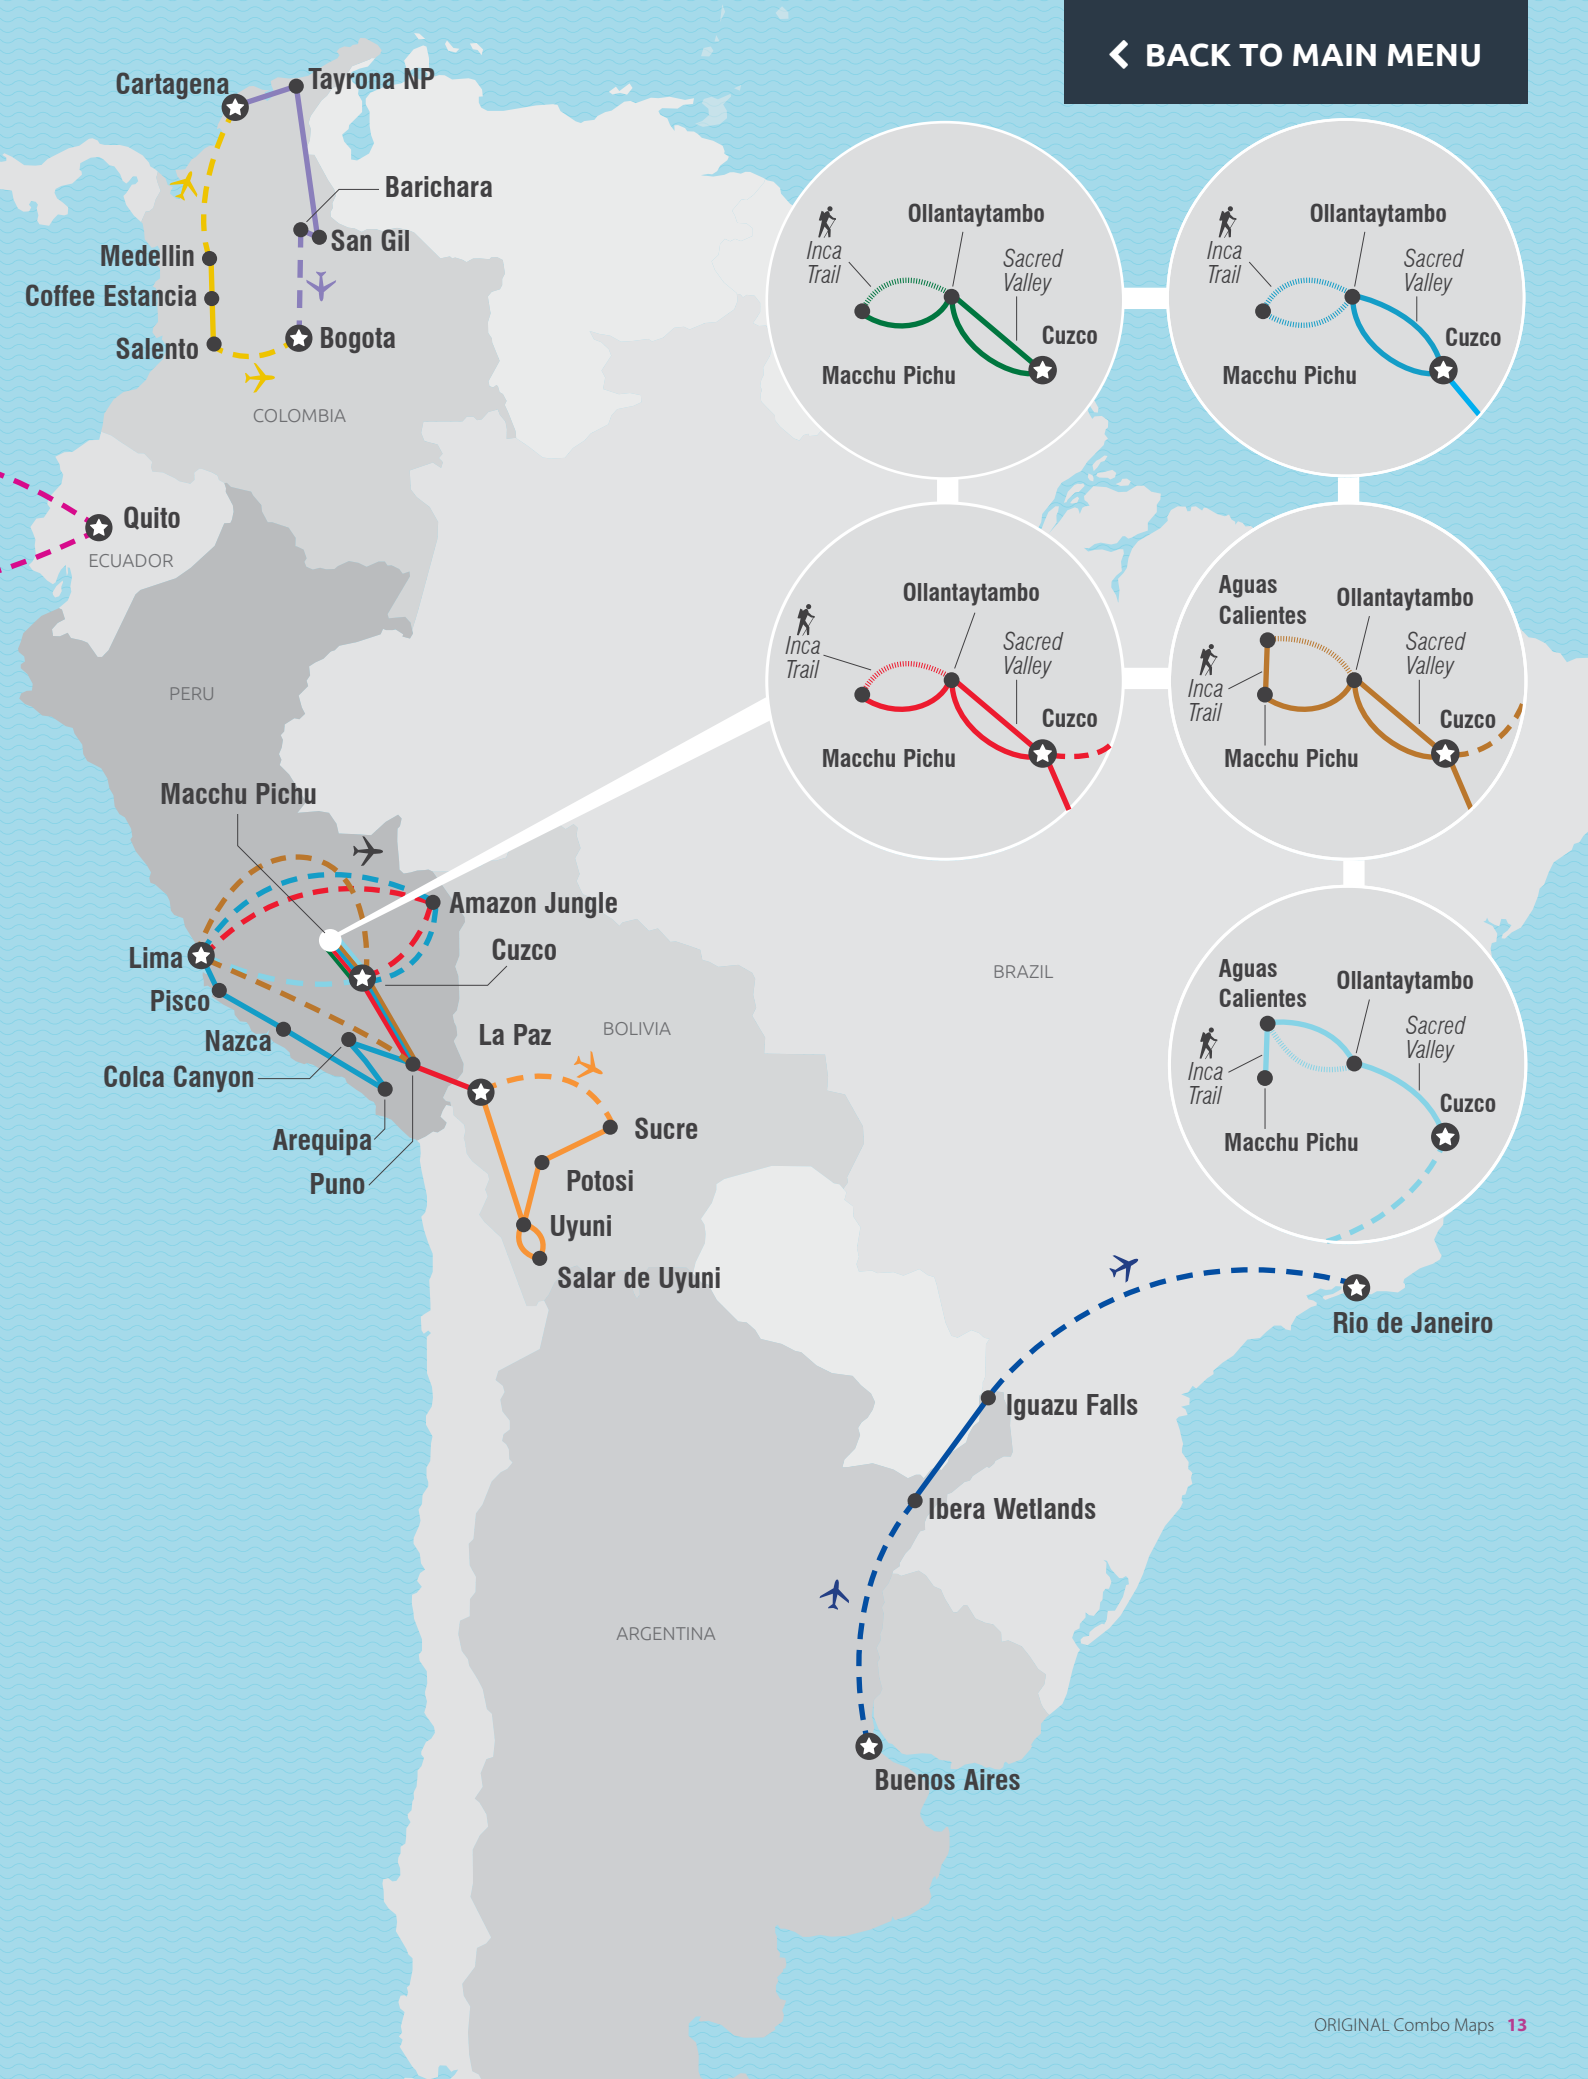 BACK TO MAIN MENU
Cartagena
Tayrona NP
Barichara
San Gil
Medellin
Coffee Estancia
Salento
Bogota
COLOMBIA
Quito
ECUADOR
PERU
Macchu Pichu
Amazon Jungle
Cuzco
Lima
Pisco
Nazca
Colca Canyon
Arequipa
Puno
La Paz
BOLIVIA
Sucre
Potosi
Uyuni
Salar de Uyuni
BRAZIL
Ollantaytambo
Inca
Trail
Sacred
Valley
Cuzco
Macchu Pichu
Ollantaytambo
Inca
Trail
Sacred
Valley
Cuzco
Macchu Pichu
Ollantaytambo
Inca
Trail
Sacred
Valley
Cuzco
Macchu Pichu
Aguas
Calientes
Ollantaytambo
Inca
Trail
Sacred
Valley
Cuzco
Macchu Pichu
Aguas
Calientes
Ollantaytambo
Inca
Trail
Sacred
Valley
Cuzco
Macchu Pichu
Rio de Janeiro
Iguazu Falls
Ibera Wetlands
ARGENTINA
Buenos Aires
ORIGINAL Combo Maps 13